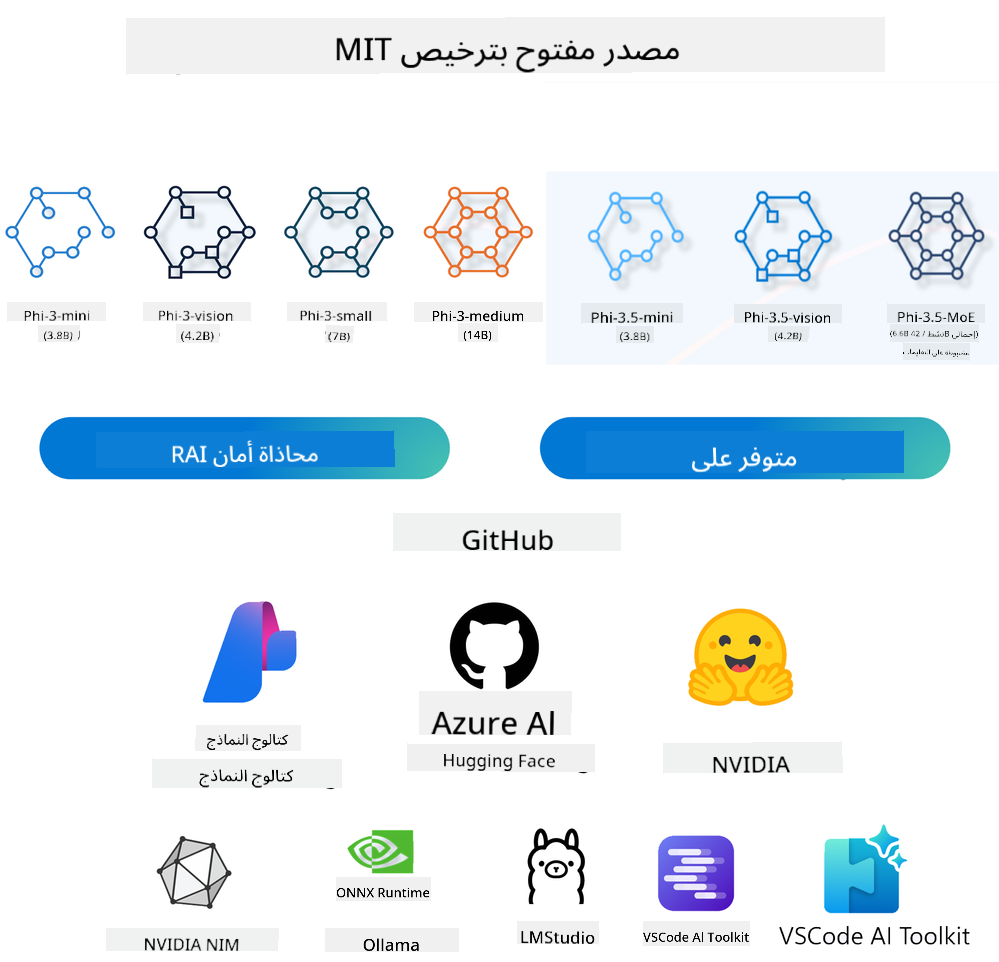 مصدر مفتوح بترخيص MIT
Phi-3-mini
(3.8B)
Phi-3-vision
(4.2B)
Phi-3-small
(7B)
Phi-3-medium
(14B)
Phi-3.5-mini
(3.8B)
Phi-3.5-vision
(4.2B)
Phi-3.5-MoE
محاذاة أمان RAI
متوفر على
GitHub
كتالوج النماذج
كتالوج النماذج
Azure AI
Hugging Face
NVIDIA
NVIDIA NIM
ONNX Runtime
Ollama
LMStudio
VSCode AI Toolkit
VSCode AI Toolkit